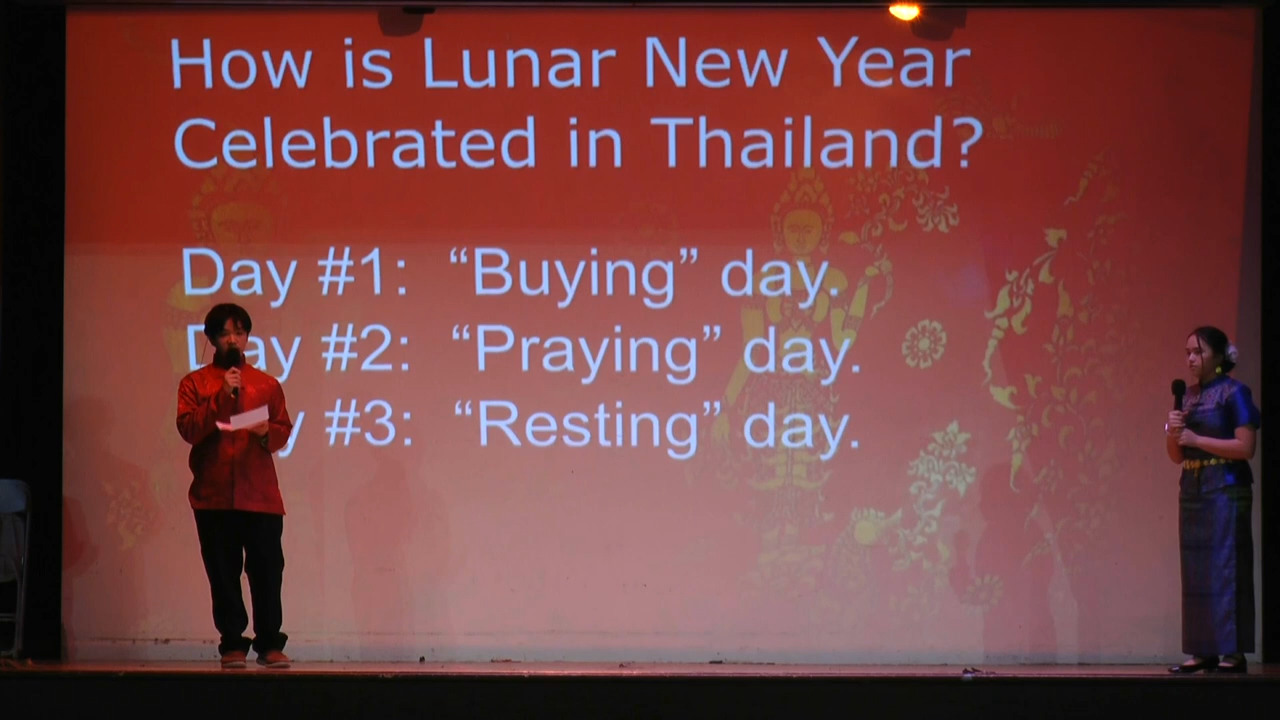 How is Lunar New Year
Celebrated in Thailand?
Day #1: “Buying” day.
Day #2: “Praying” day.
y #3: “Resting” day.